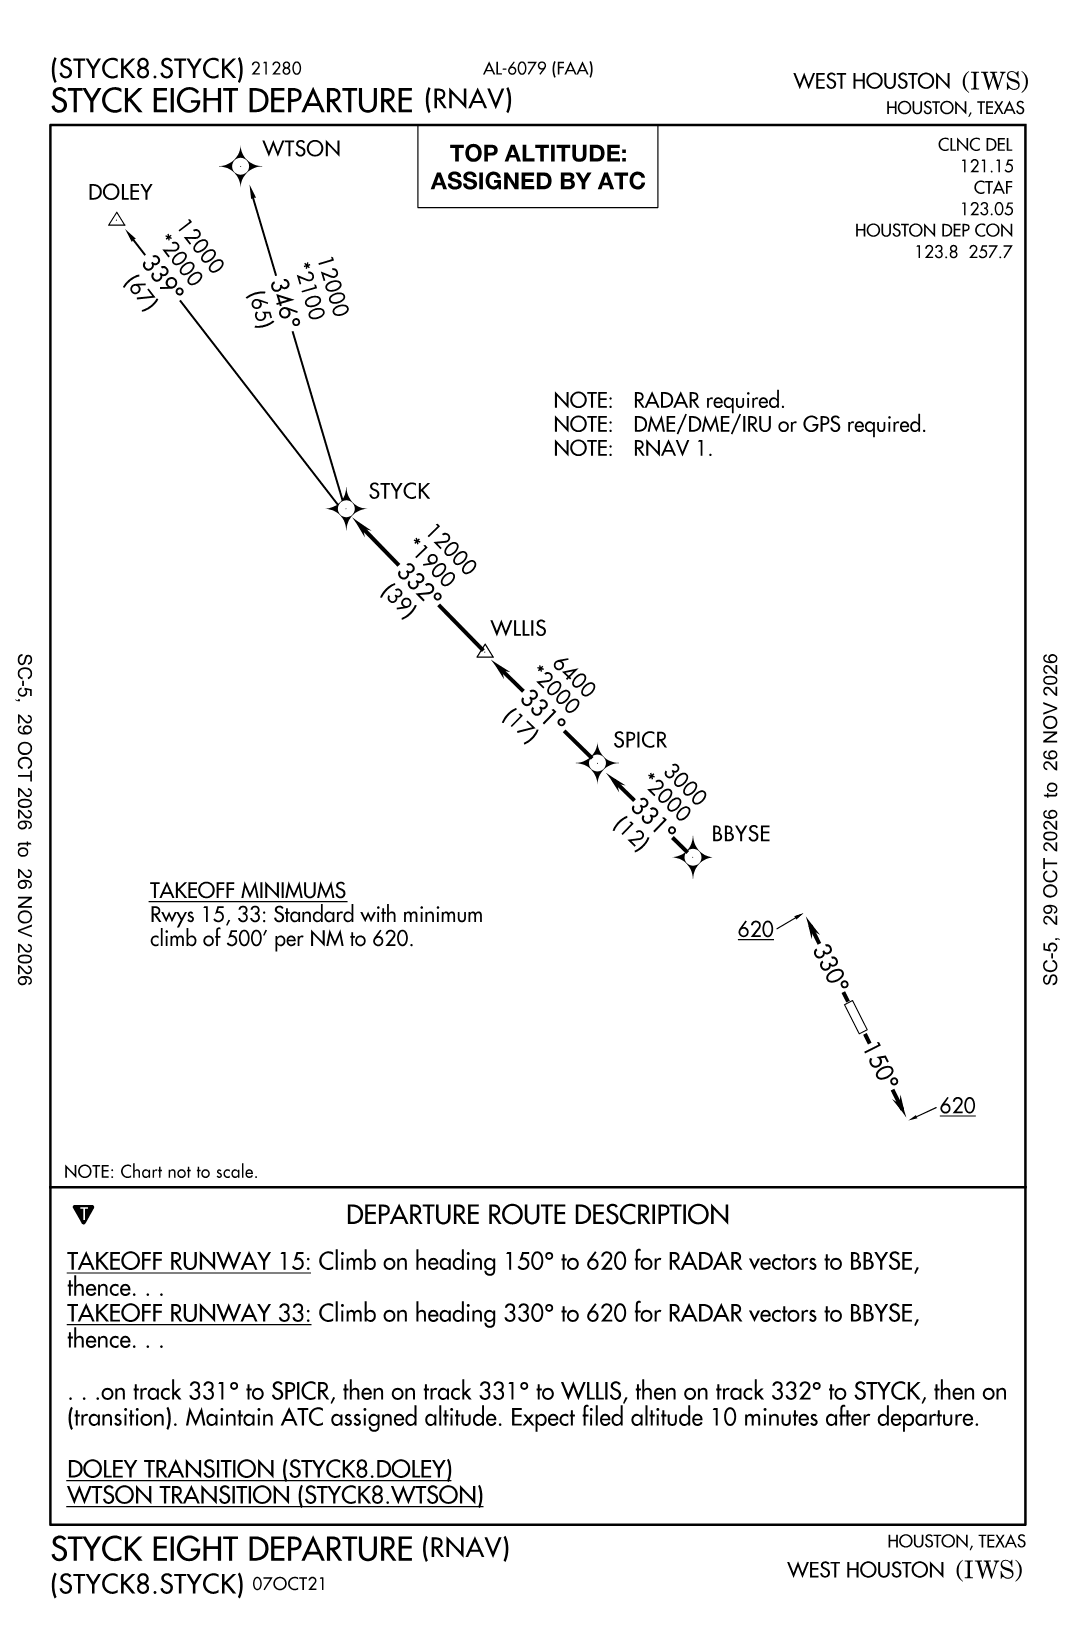 (STYCK8.STYCK) 21280
AL-6079 (FAA)
WEST HOUSTON (IWS)
STYCK EIGHT DEPARTURE (RNAV)
HOUSTON, TEXAS
TOP ALTITUDE:
ASSIGNED BY ATC
CLNC DEL
121.15
CTAF
123.05
HOUSTON DEP CON
123.8 257.7
WTSON
DOLEY
12000
*2000
339°
(67)
12000
*2100
346°
(65)
NOTE: RADAR required.
NOTE: DME/DME/IRU or GPS required.
NOTE: RNAV 1.
STYCK
12000
*1900
332°
(39)
WLLIS
6400
*2000
331°
(17)
SPICR
3000
*2000
331°
(12)
BBYSE
TAKEOFF MINIMUMS
Rwys 15, 33: Standard with minimum
climb of 500' per NM to 620.
620
330°
150°
620
SC-5, 29 OCT 2026 to 26 NOV 2026
SC-5, 29 OCT 2026 to 26 NOV 2026
NOTE: Chart not to scale.
T
DEPARTURE ROUTE DESCRIPTION
TAKEOFF RUNWAY 15: Climb on heading 150° to 620 for RADAR vectors to BBYSE,
thence. . .
TAKEOFF RUNWAY 33: Climb on heading 330° to 620 for RADAR vectors to BBYSE,
thence. . .
. . .on track 331° to SPICR, then on track 331° to WLLIS, then on track 332° to STYCK, then on
(transition). Maintain ATC assigned altitude. Expect filed altitude 10 minutes after departure.
DOLEY TRANSITION (STYCK8.DOLEY)
WTSON TRANSITION (STYCK8.WTSON)
STYCK EIGHT DEPARTURE (RNAV)
HOUSTON, TEXAS
(STYCK8.STYCK) 07OCT21
WEST HOUSTON (IWS)